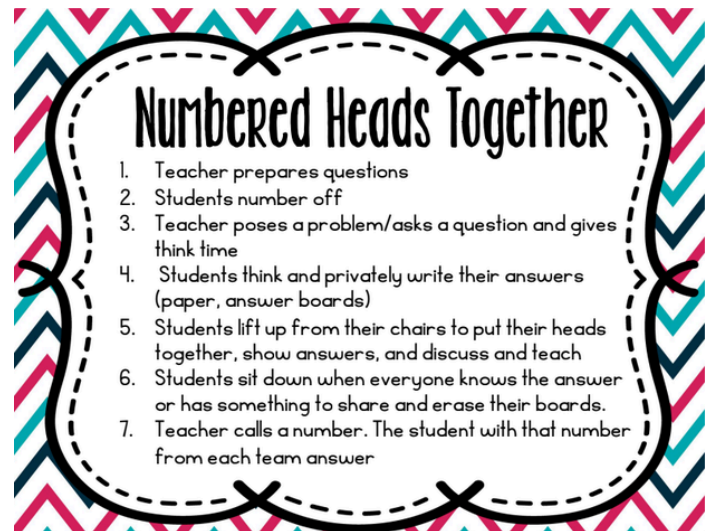 Numbered Heads Together
1. Teacher prepares questions
2. Students number off
3. Teacher poses a problem/asks a question and gives
think time
4. Students think and privately write their answers
(paper, answer boards)
5. Students lift up from their chairs to put their heads
together, show answers, and discuss and teach
6. Students sit down when everyone knows the answer
or has something to share and erase their boards.
7. Teacher calls a number. The student with that number
from each team answer